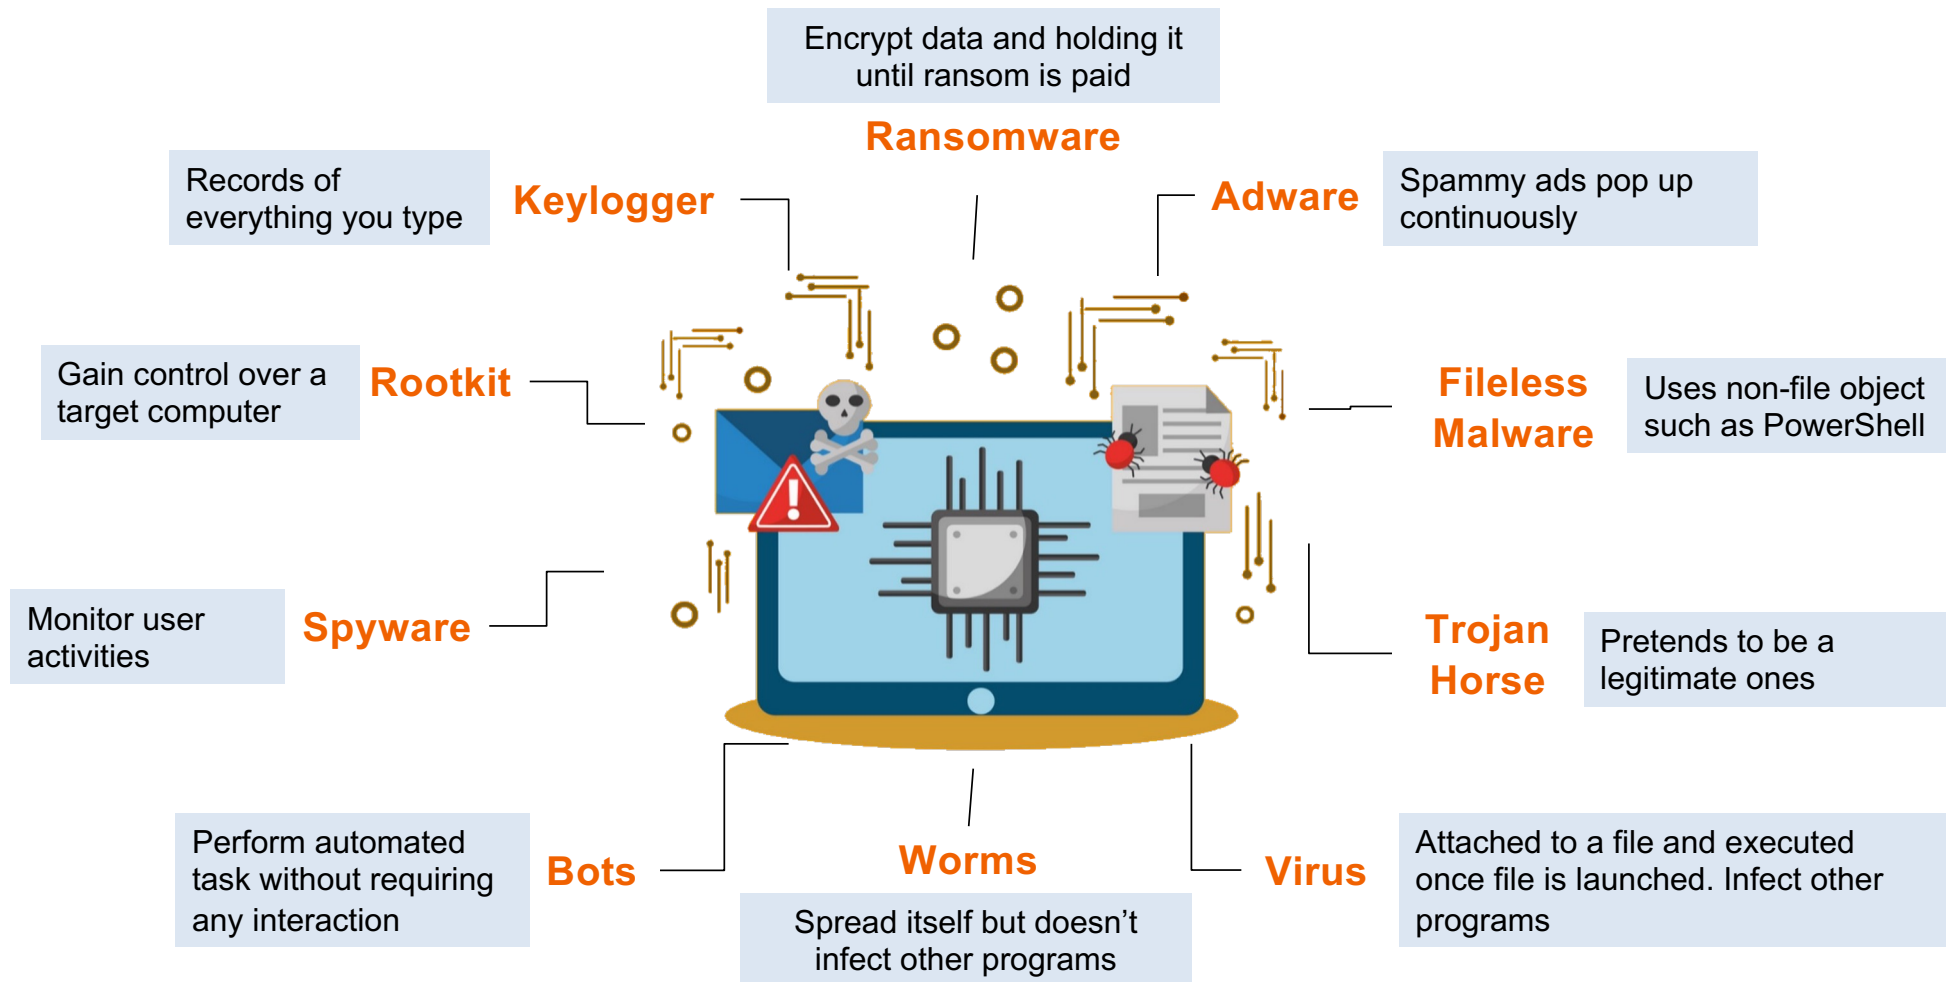 Encrypt data and holding it
until ransom is paid
Ransomware
Records of
everything you type
Keylogger
Adware
Spammy ads pop up
continuously
Gain control over a
target computer
Rootkit
Fileless
Malware
Uses non-file object
such as PowerShell
Monitor user
activities
Spyware
Trojan
Horse
Pretends to be a
legitimate ones
Perform automated
task without requiring
any interaction
Bots
Worms
Spread itself but doesn’t
infect other programs
Virus
Attached to a file and executed
once file is launched. Infect other
programs